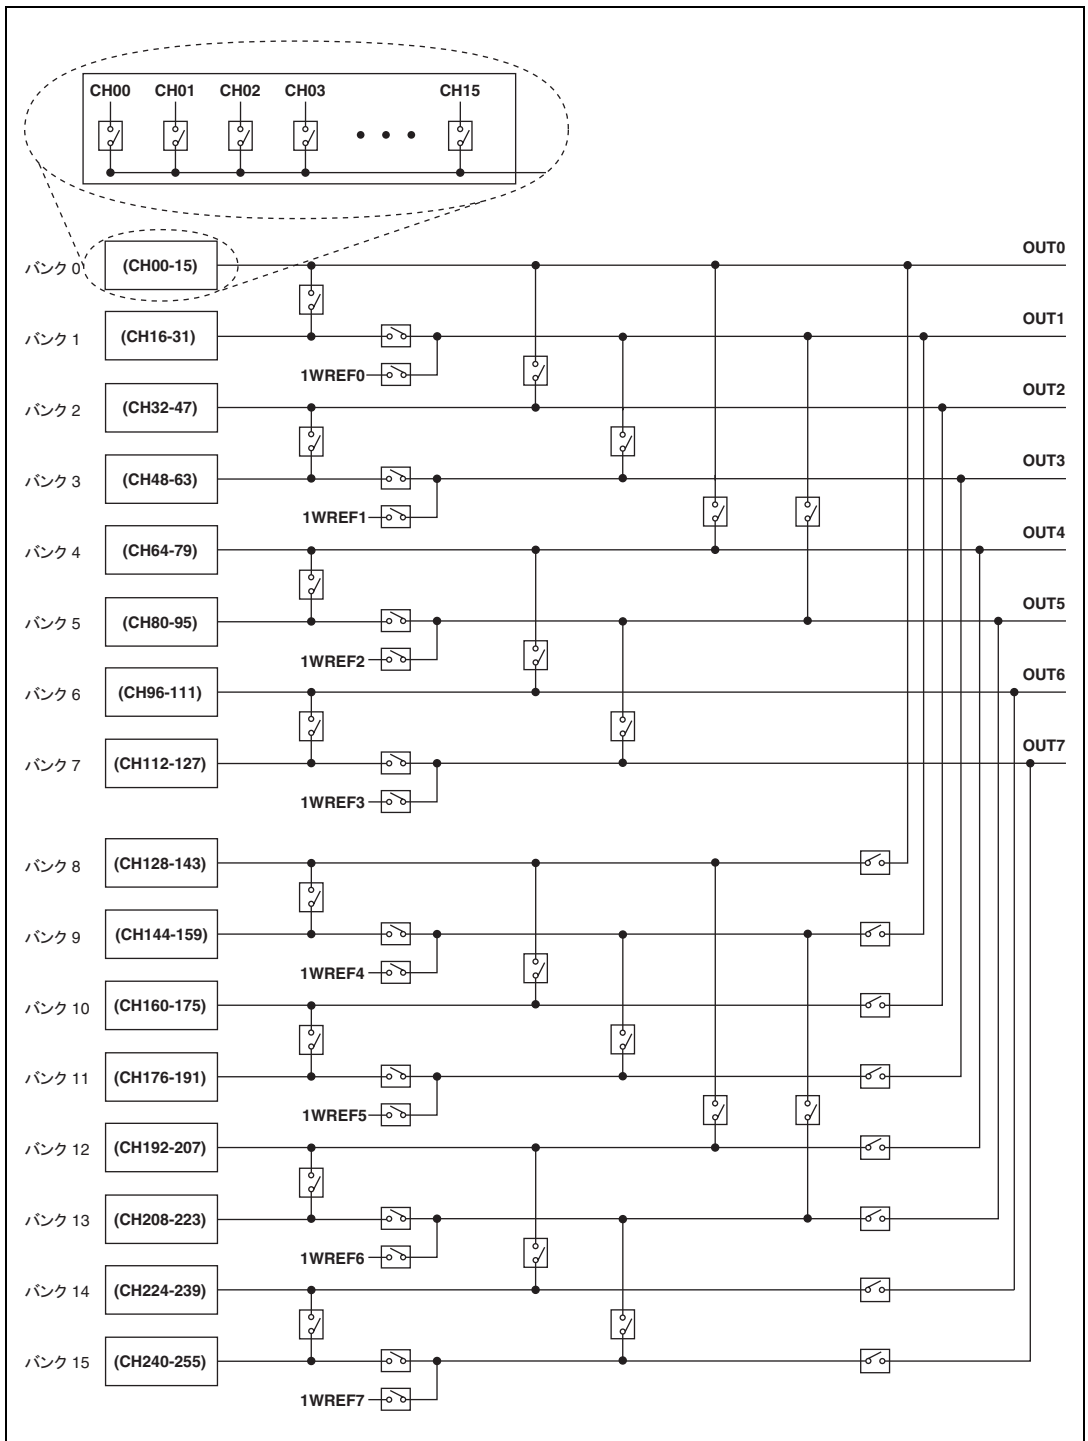 CH00 CH01 CH02 CH03 CH15
OUT0
バンク 0 (CH00-15)
OUT1
バンク 1 (CH16-31)
1WREF0
OUT2
バンク 2 (CH32-47)
OUT3
バンク 3 (CH48-63)
1WREF1
OUT4
バンク 4 (CH64-79)
OUT5
バンク 5 (CH80-95)
1WREF2
OUT6
バンク 6 (CH96-111)
OUT7
バンク 7 (CH112-127)
1WREF3
バンク 8 (CH128-143)
バンク 9 (CH144-159)
1WREF4
バンク 10 (CH160-175)
バンク 11 (CH176-191)
1WREF5
バンク 12 (CH192-207)
バンク 13 (CH208-223)
1WREF6
バンク 14 (CH224-239)
バンク 15 (CH240-255)
1WREF7